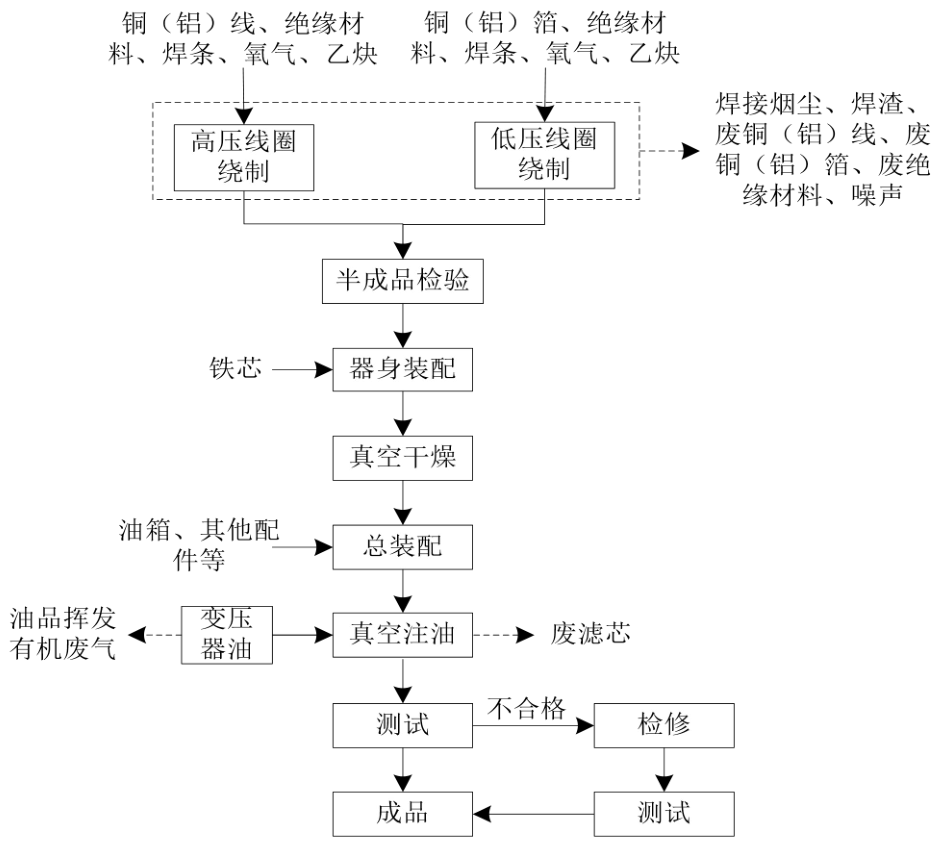 铜（铝）线、绝缘材
料、焊条、氧气、乙炔
铜（铝）箔、绝缘材
料、焊条、氧气、乙炔
高压线圈
绕制
低压线圈
绕制
焊接烟尘、焊渣、
废铜（铝）线、废
铜（铝）箔、废绝
缘材料、噪声
半成品检验
铁芯
器身装配
真空干燥
油箱、其他配
件等
总装配
油品挥发
有机废气
变压
器油
真空注油
废滤芯
测试
不合格
检修
成品
测试